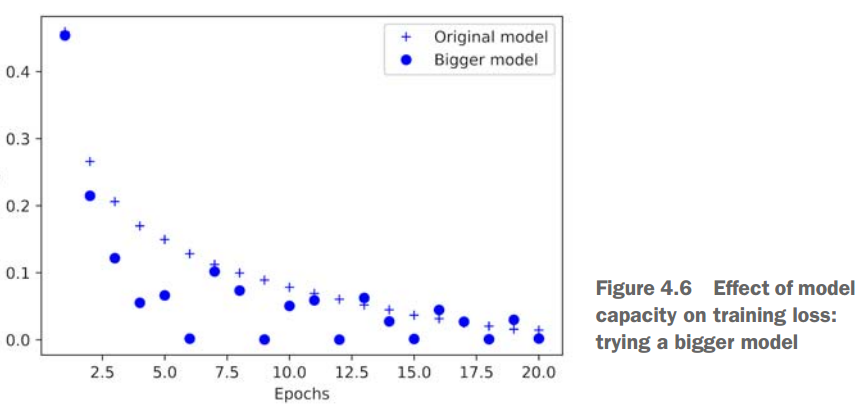 Original model
Bigger model
0.4
0.3
0.2
0.1
0.0
2.5 5.0 7.5 10.0 12.5 15.0 17.5 20.0
Epochs
Figure 4.6 Effect of model
capacity on training loss:
trying a bigger model